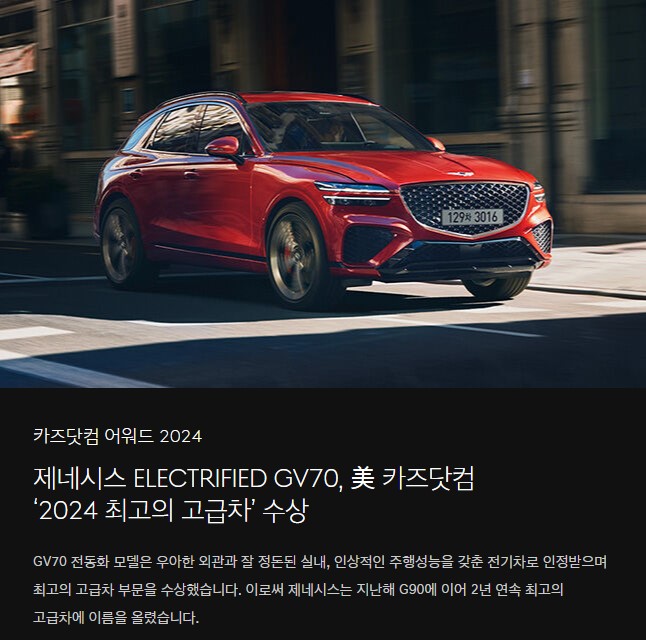 129차 3016
카즈닷컴 어워드 2024
제네시스 ELECTRIFIED GV70, 美 카즈닷컴
‘2024 최고의 고급차’ 수상
GV70 전동화 모델은 우아한 외관과 잘 정돈된 실내, 인상적인 주행성능을 갖춘 전기차로 인정받으며
최고의 고급차 부문을 수상했습니다. 이로써 제네시스는 지난해 G90에 이어 2년 연속 최고의
고급차에 이름을 올렸습니다.